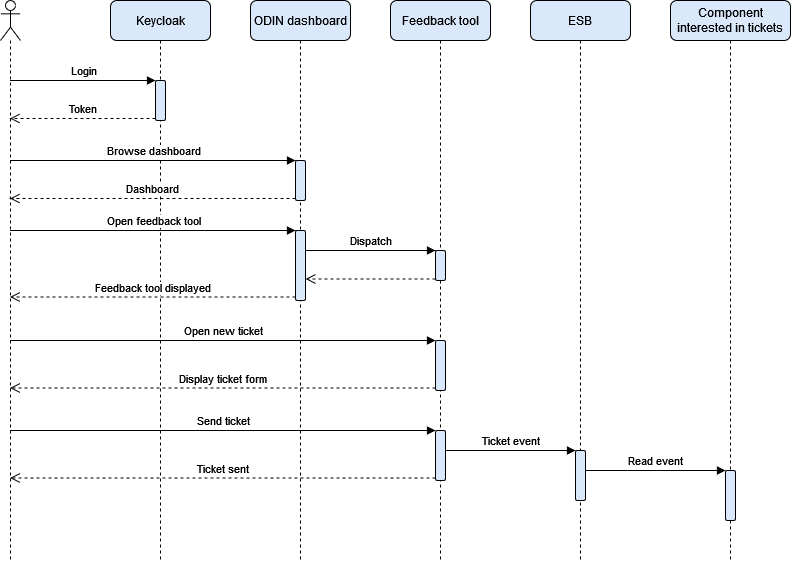 Keycloak
ODIN dashboard
Feedback tool
ESB
Component
interested in tickets
Login
Token
Browse dashboard
Dashboard
Open feedback tool
Dispatch
Feedback tool displayed
Open new ticket
Display ticket form
Send ticket
Ticket event
Read event
Ticket sent